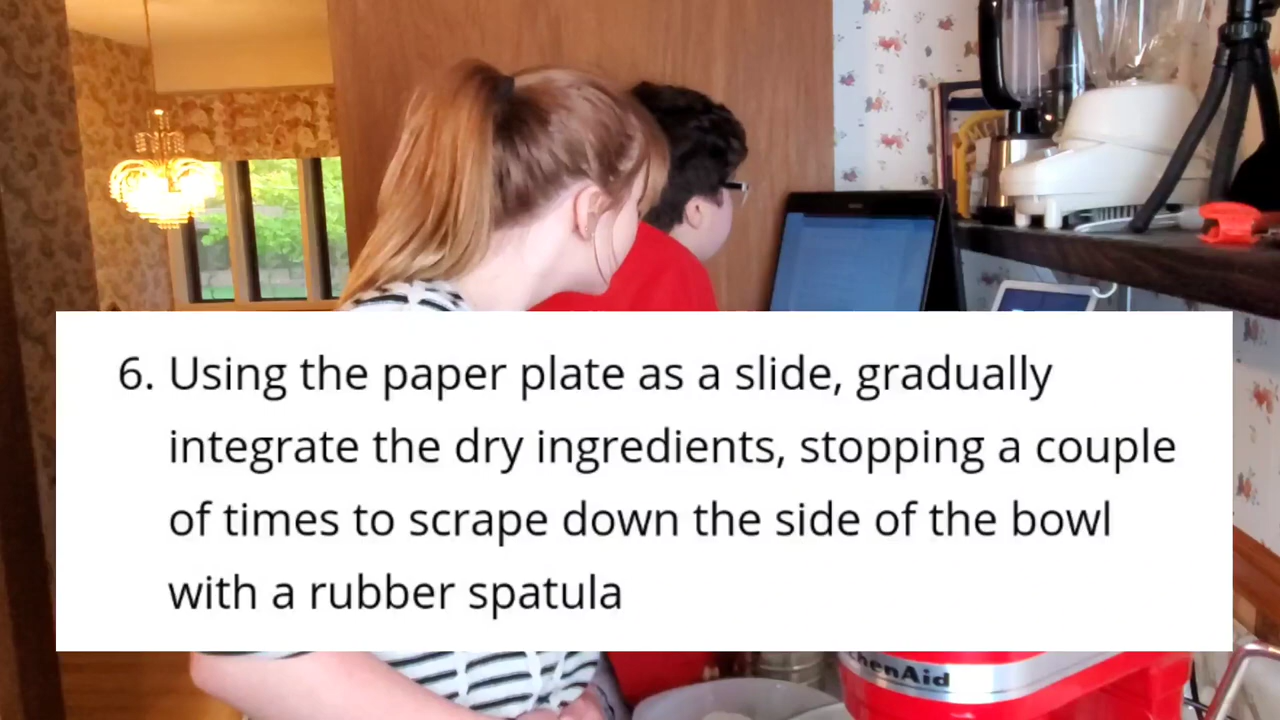 6. Using the paper plate as a slide, gradually
integrate the dry ingredients, stopping a couple
of times to scrape down the side of the bowl
with a rubber spatula
henAid